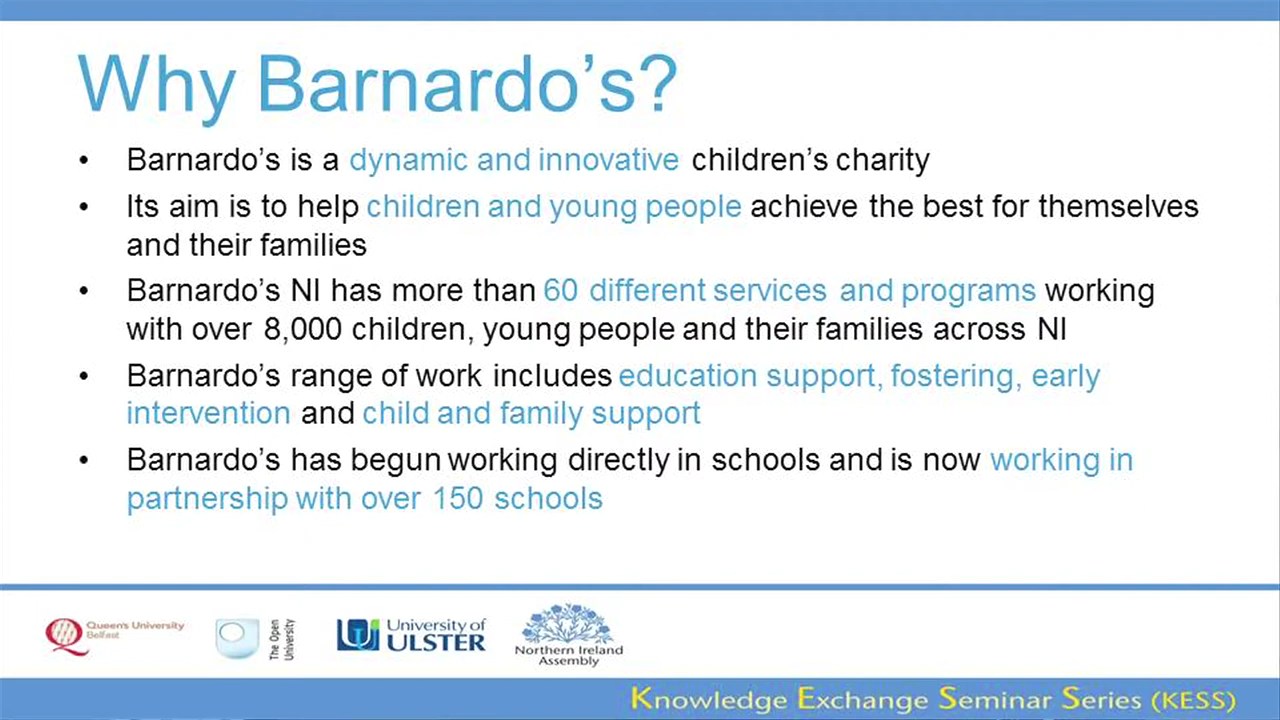 Why Barnardo's?
• Barnardo's is a dynamic and innovative children's charity
• Its aim is to help children and young people achieve the best for themselves
and their families
• Barnardo's NI has more than 60 different services and programs working
with over 8,000 children, young people and their families across NI
• Barnardo's range of work includes education support, fostering, early
intervention and child and family support
• Barnardo's has begun working directly in schools and is now working in
partnership with over 150 schools
Queen's University
Belfast
The Open
University
University of
ULSTER
Northern Ireland
Assembly
Knowledge Exchange Seminar Series (KESS)